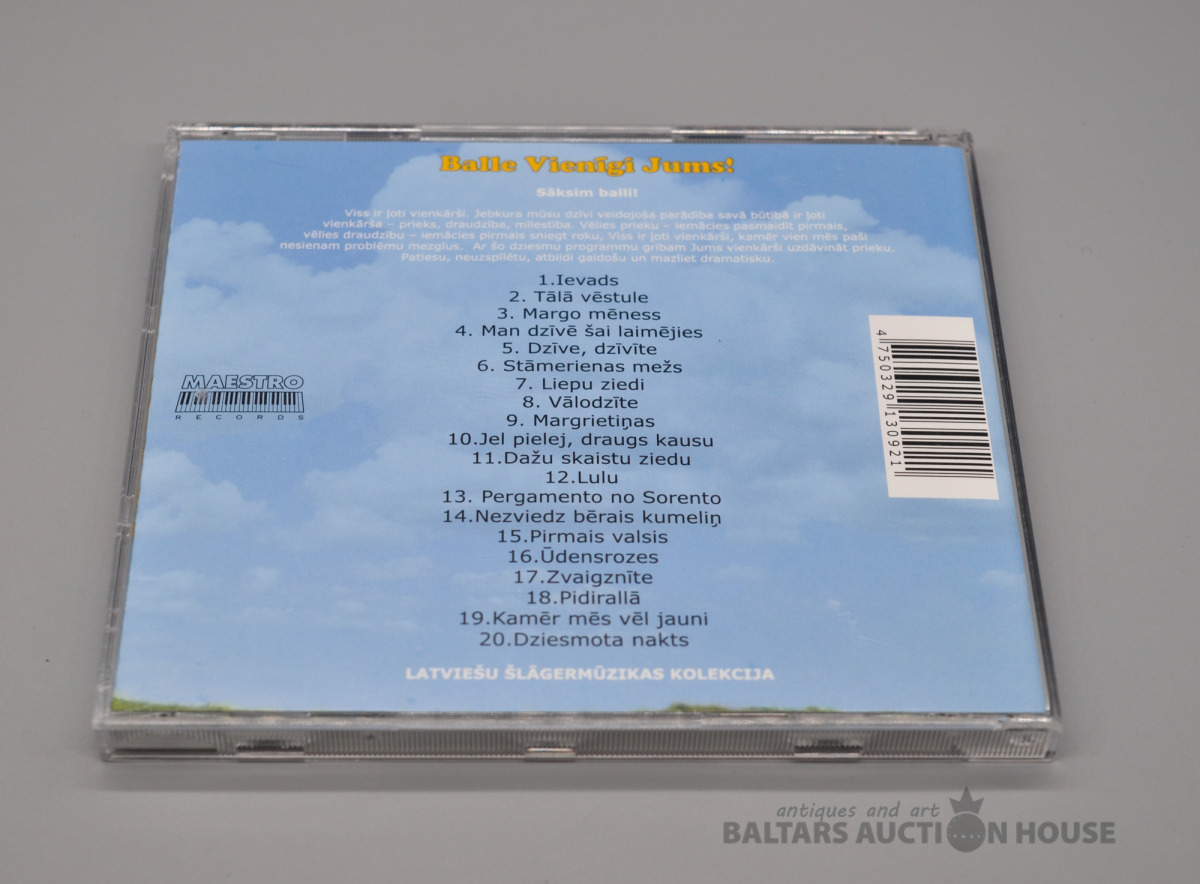 Balle Vienīgi Jums!
Sāksim balli!
Viss ir ļoti vienkārši. Jebkura mūsu dzīvi veidojoša parādība savā būtībā ir ļoti
vienkārša – prieks, draudzība, mīlestība. Vēlies prieku – iemācies pasmaidīt pirmais,
vēlies draudzību – iemācies pirmais sniegt roku, Viss ir ļoti vienkārši, kamēr vien mēs paši
nesienam problēmu mezglus. Ar šo dziesmu programmu gribam Jums vienkārši uzdāvināt prieku.
Patiesu, neuzspīlētu, atbildi gaidošu un mazliet dramatisku.
1.Ievads
2. Tālā vēstule
3. Margo mēness
4. Man dzīvē šai laimējies
5. Dzīve, dzīvīte
6. Stāmerienas mežs
7. Liepu ziedi
8. Vālodzīte
9. Margrietiņas
10.Jel pielej, draugs kausu
11.Dažu skaistu ziedu
12.Lulu
13. Pergamento no Sorento
14.Nezviedz bērais kumeliņ
15.Pirmais valsis
16.Ūdensrozes
17.Zvaigznīte
18.Pidirallā
19.Kamēr mēs vēl jauni
20.Dziesmota nakts
LATVIEŠU ŠLĀGERMŪZIKAS KOLEKCIJA
MAESTRO
RECORDS
4 750329 130921
antiques and art
BALTARS AUCTION HOUSE